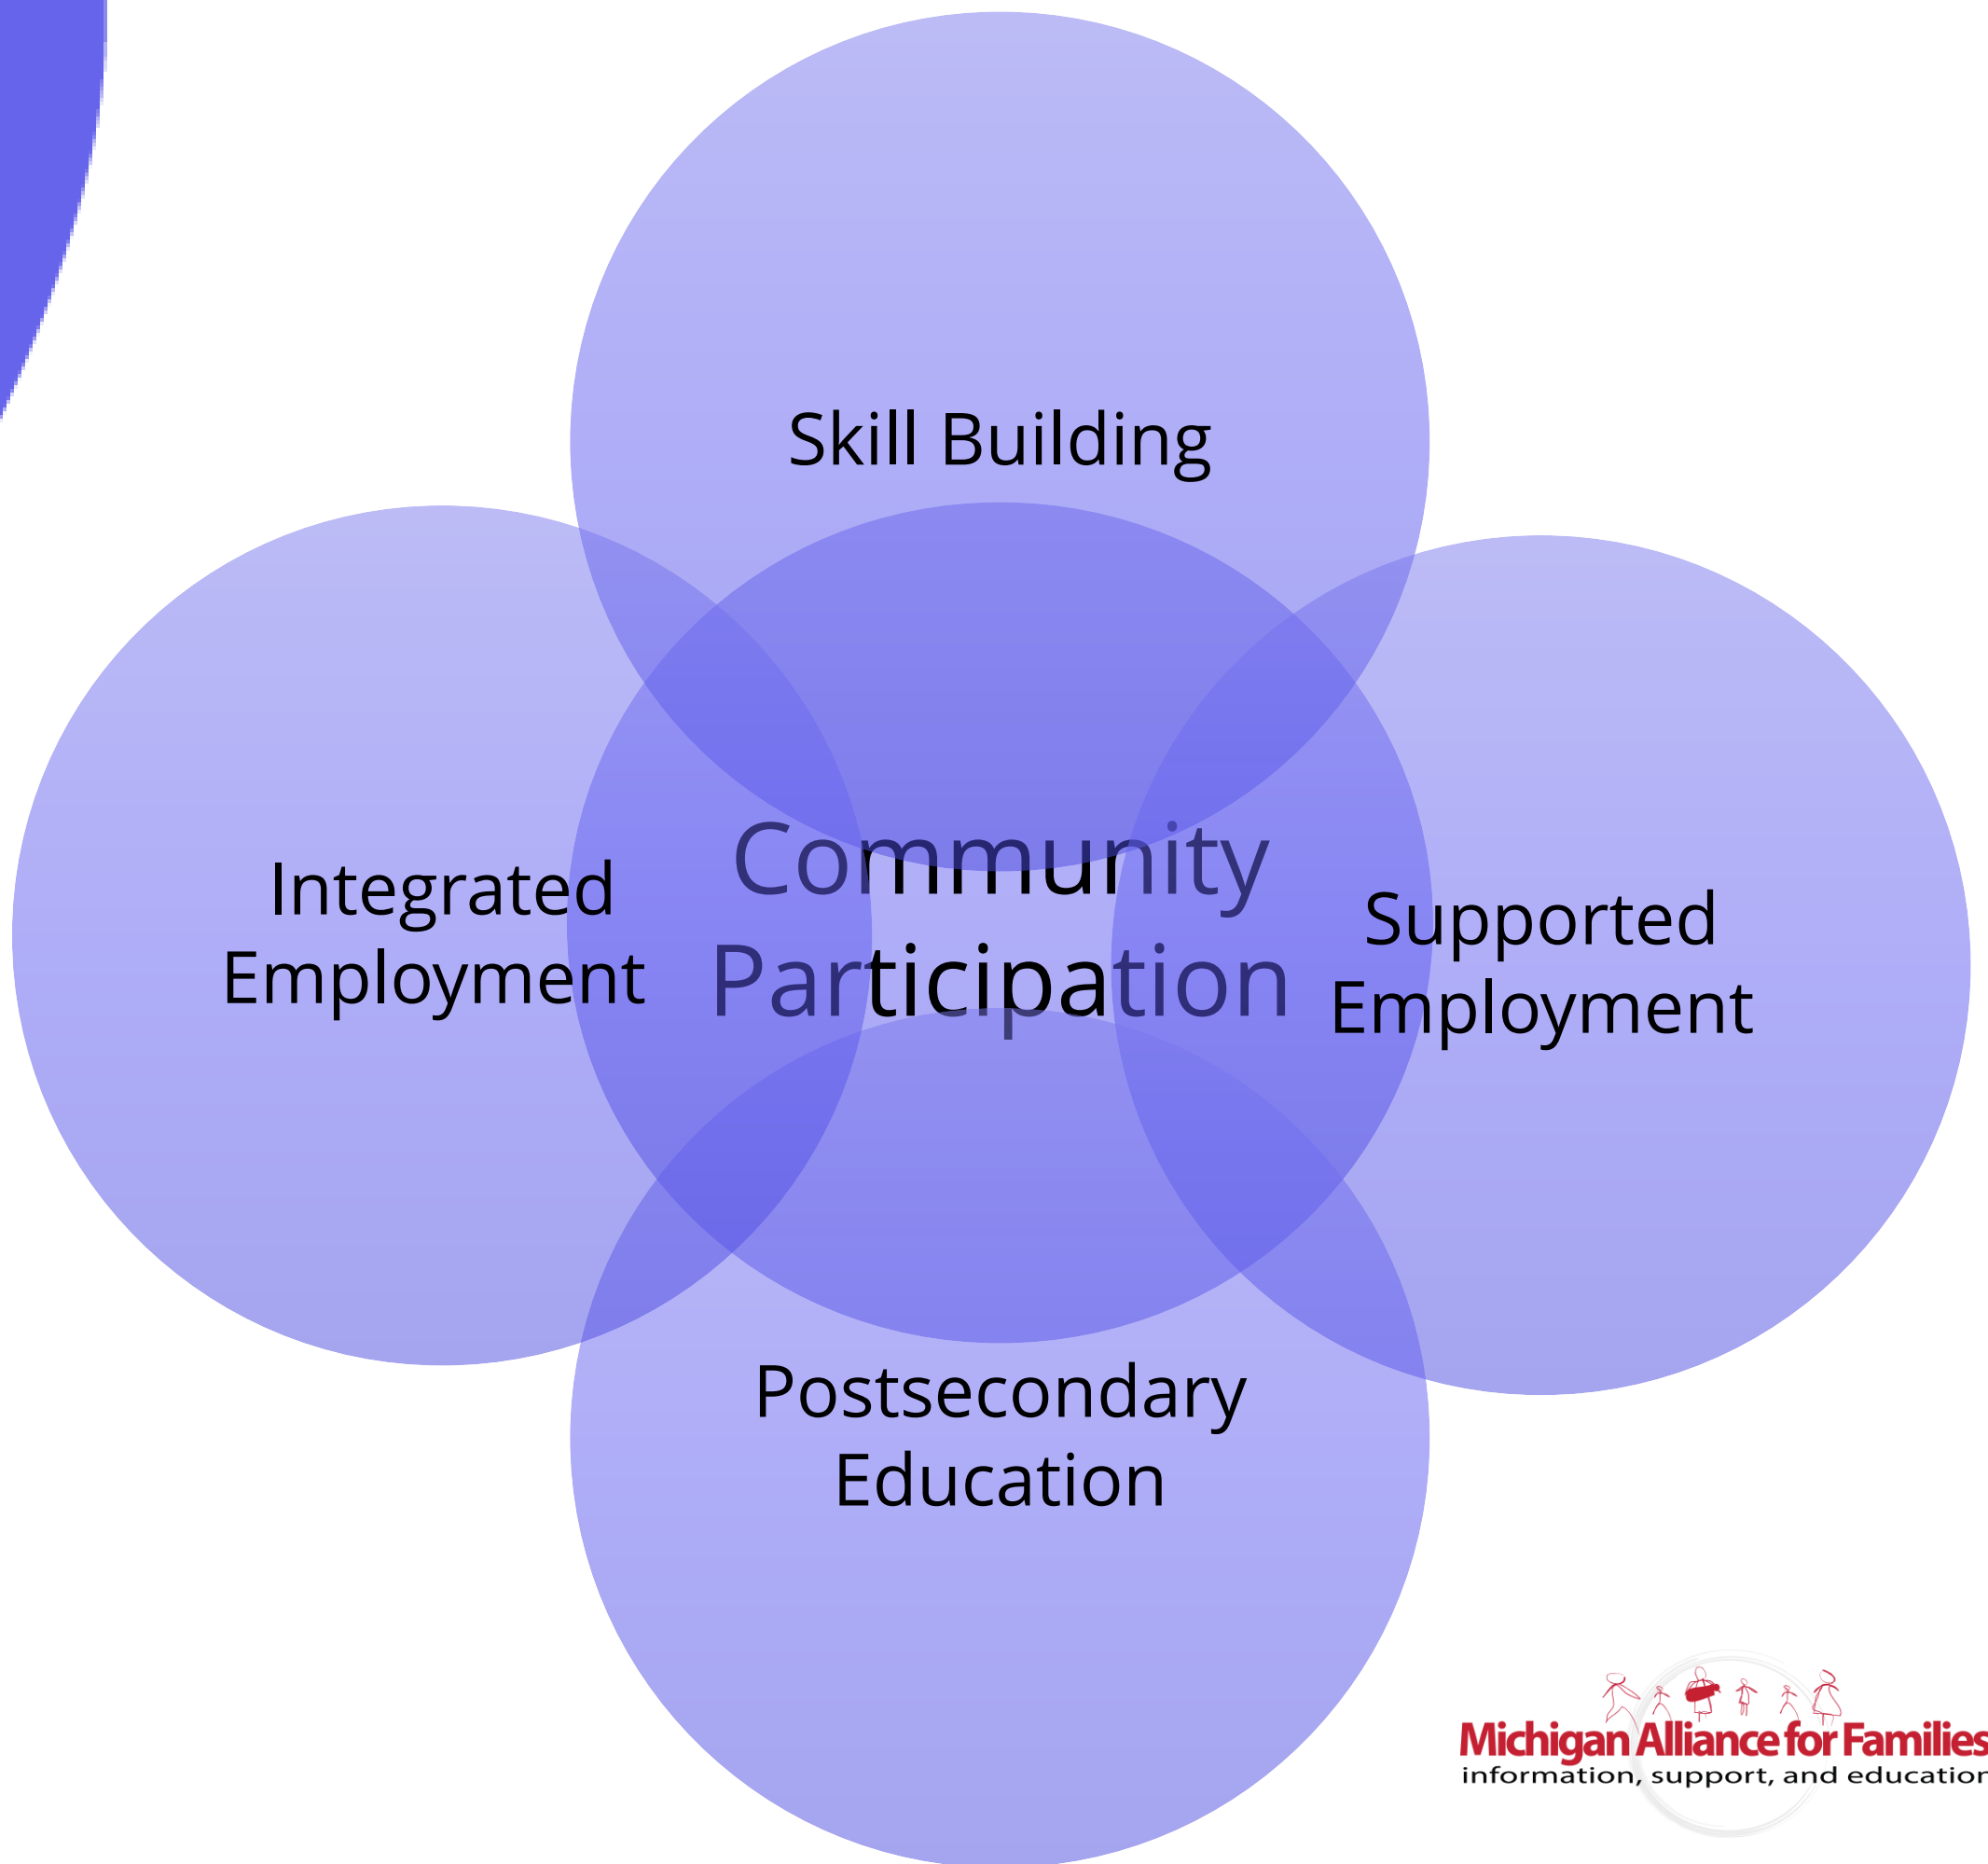 Skill Building
Integrated
Employment
Community
Participation
Supported
Employment
Postsecondary
Education
Michigan Alliance for Families
information, support, and education